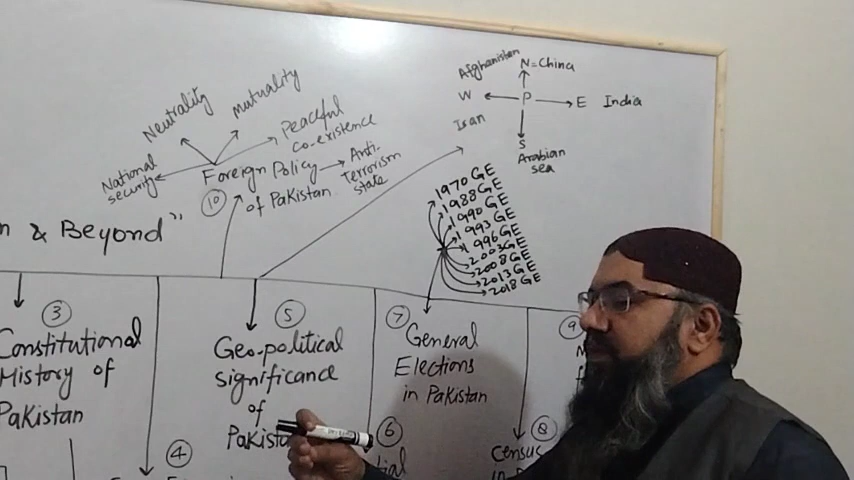 Afghanistan
N=China
W
P
E India
Iran
S
Arabian
sea
Neutrality
mutuality
Peaceful
co-existence
National
security
Foreign Policy
of Pakistan
Anti-
Terrorism
state
10
n & Beyond"
1970 GE
1988 GE
1990 GE
1993 GE
1996 GE
2003 GE
2008 GE
2013 GE
2018 GE
3
Constitutional
History of
Pakistan
5
Geo-political
significance
of
Pakista
4
7
General
Elections
in Pakistan
6
tial
9
8
Census